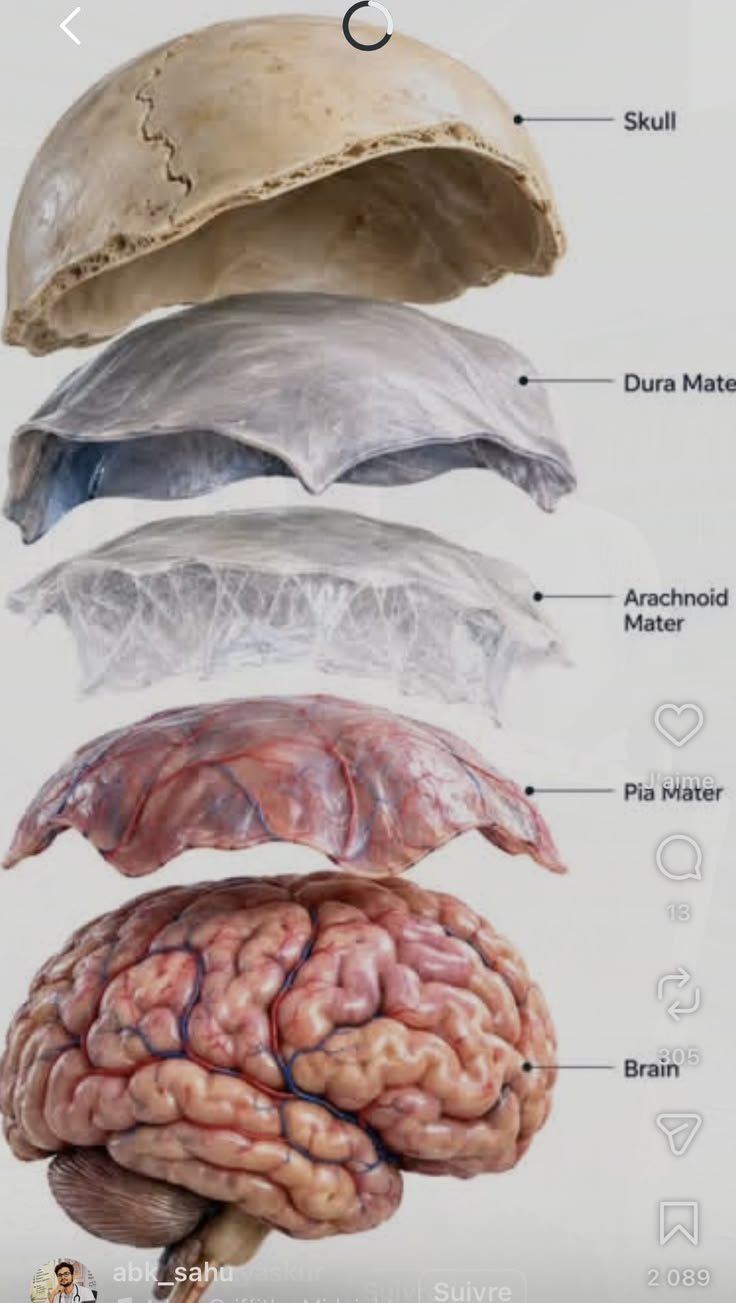 Skull
Dura Mate
Arachnoid
Mater
J'aime
Pia Mater
13
305
Brain
abk_sahu
Suivre
2 089